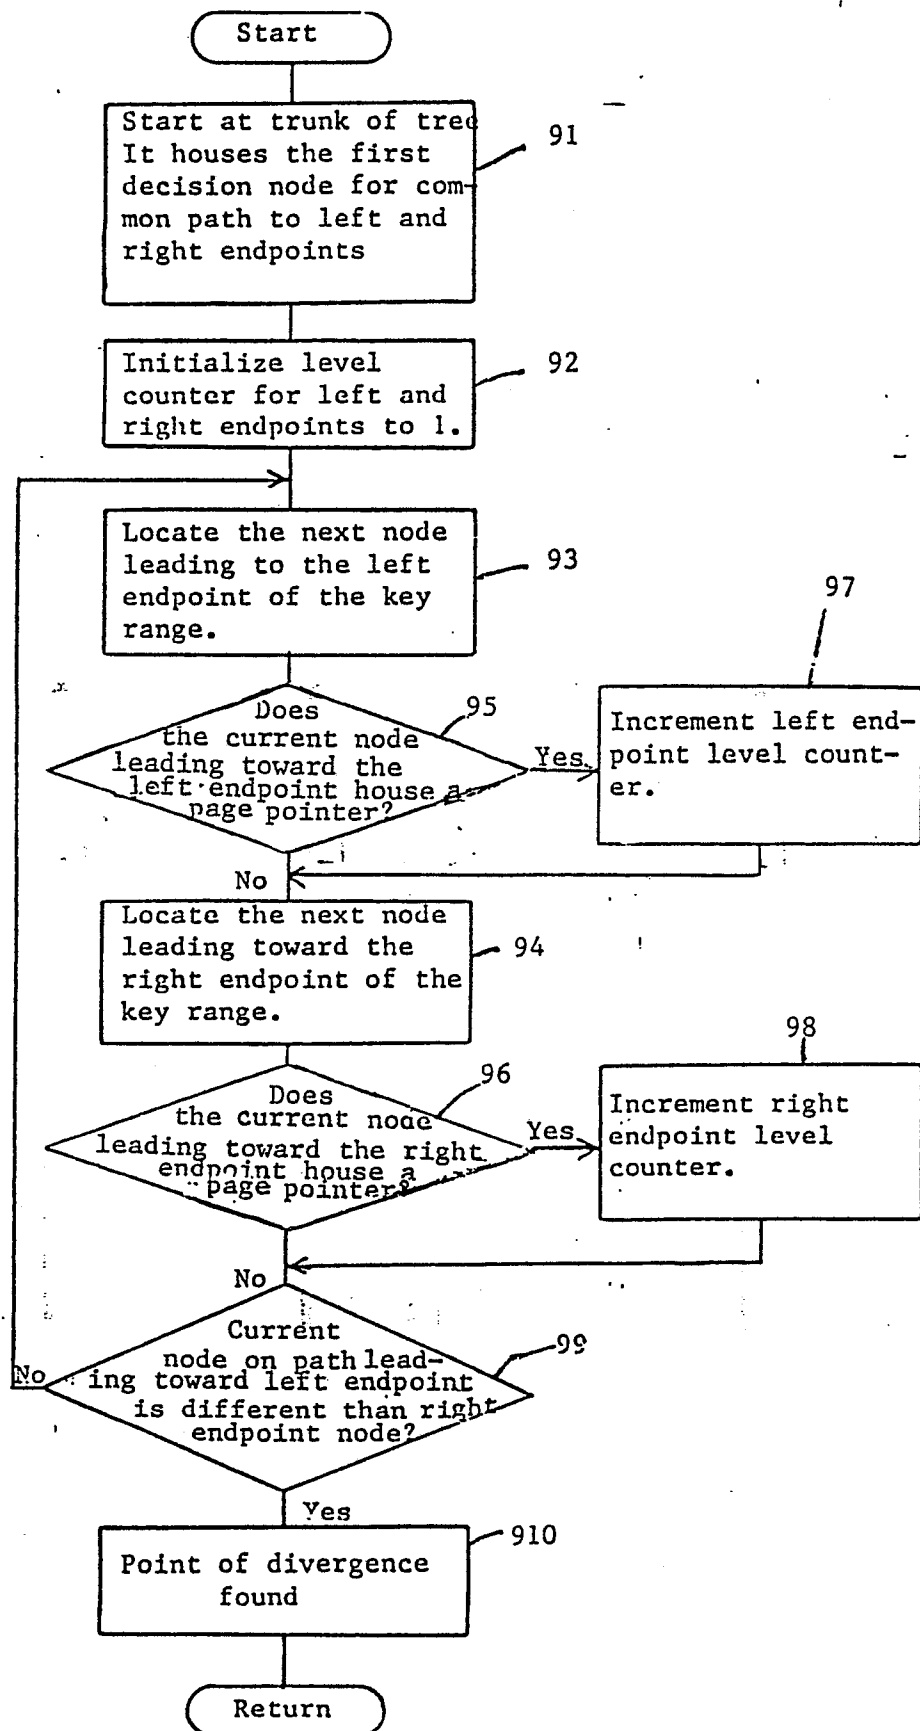 Start
Start at trunk of tree
It houses the first
decision node for com-
mon path to left and
right endpoints
91
Initialize level
counter for left and
right endpoints to 1.
92
Locate the next node
leading to the left
endpoint of the key
range.
93
Does
the current node
leading toward the
left endpoint house a
page pointer?
95
Yes
97
Increment left end-
point level count-
er.
No
Locate the next node
leading toward the
right endpoint of the
key range.
94
Does
the current node
leading toward the right
endpoint house a
page pointer?
96
Yes
98
Increment right
endpoint level
counter.
No
Current
node on path lead-
ing toward left endpoint
is different than right
endpoint node?
99
No
Yes
Point of divergence
found
910
Return